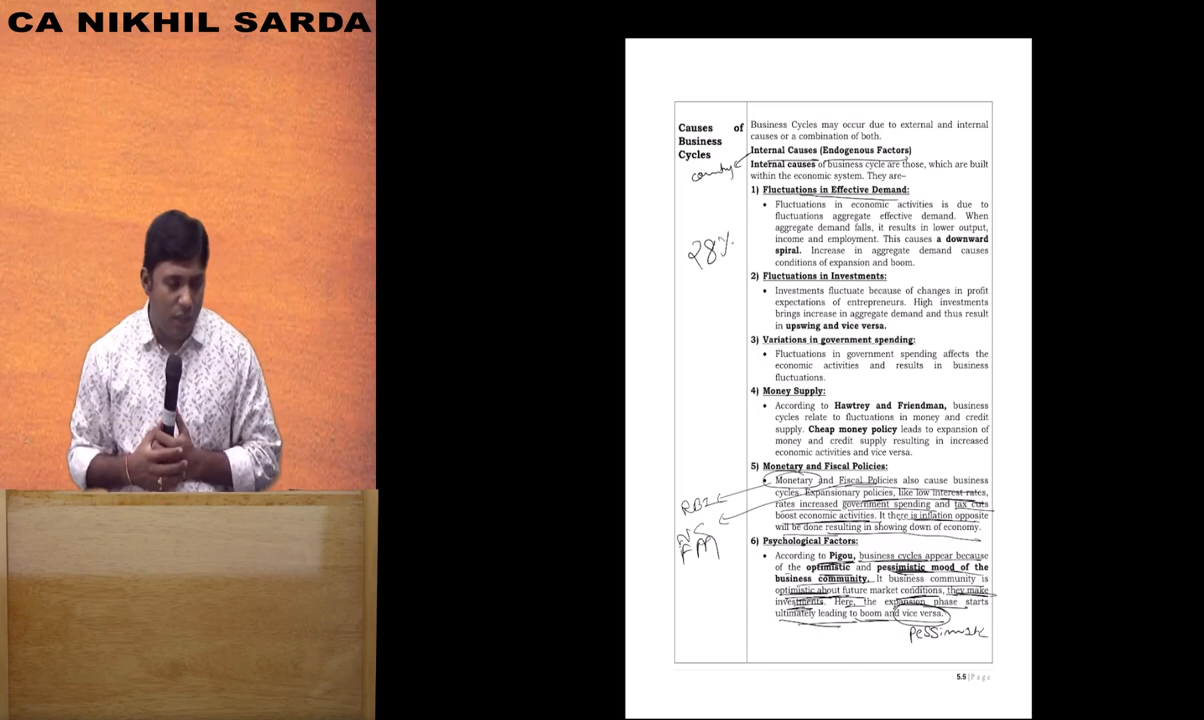 CA NIKHIL SARDA
Causes of
Business
Cycles
country
28%
RBI
FM
Business Cycles may occur due to external and internal
causes or a combination of both.
Internal Causes (Endogenous Factors)
Internal causes of business cycle are those, which are built
within the economic system. They are–
1) Fluctuations in Effective Demand:
• Fluctuations in economic activities is due to
fluctuations aggregate effective demand. When
aggregate demand falls, it results in lower output,
income and employment. This causes a downward
spiral. Increase in aggregate demand causes
conditions of expansion and boom.
2) Fluctuations in Investments:
• Investments fluctuate because of changes in profit
expectations of entrepreneurs. High investments
brings increase in aggregate demand and thus result
in upswing and vice versa.
3) Variations in government spending:
• Fluctuations in government spending affects the
economic activities and results in business
fluctuations.
4) Money Supply:
• According to Hawtrey and Friendman, business
cycles relate to fluctuations in money and credit
supply. Cheap money policy leads to expansion of
money and credit supply resulting in increased
economic activities and vice versa.
5) Monetary and Fiscal Policies:
• Monetary and Fiscal Policies also cause business
cycles. Expansionary policies, like low interest rates,
rates increased government spending and tax cuts
boost economic activities. It there is inflation opposite
will be done resulting in showing down of economy.
6) Psychological Factors:
• According to Pigou, business cycles appear because
of the optimistic and pessimistic mood of the
business community. It business community is
optimistic about future market conditions, they make
investments. Here, the expansion phase starts
ultimately leading to boom and vice versa.
5.5 | Page